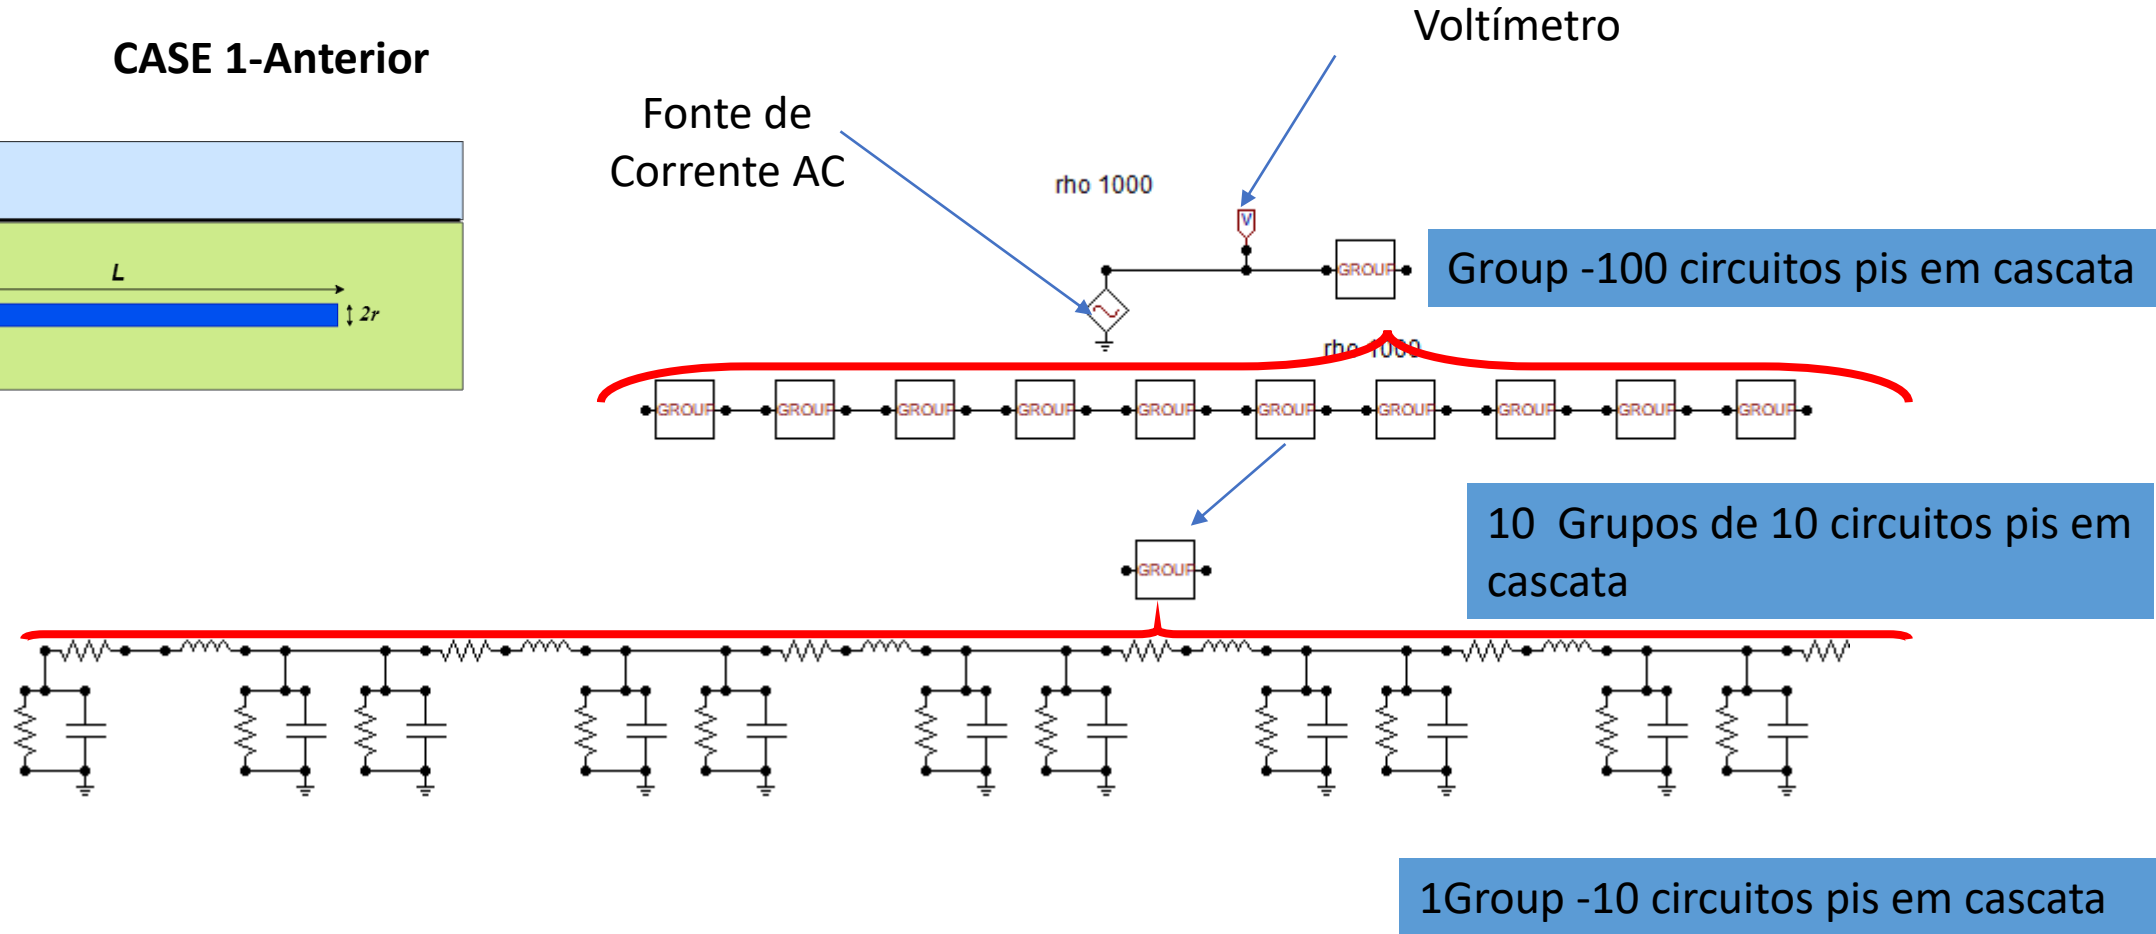 CASE 1-Anterior
Voltímetro
Fonte de
Corrente AC
rho 1000
V
GROUP
Group -100 circuitos pis em cascata
L
2r
rho 1000
GROUP GROUP GROUP GROUP GROUP GROUP GROUP GROUP GROUP GROUP
10 Grupos de 10 circuitos pis em
cascata
GROUP
1Group -10 circuitos pis em cascata